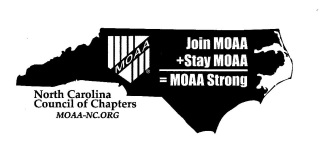 MOAA
®
Join MOAA
+Stay MOAA
= MOAA Strong
North Carolina
Council of Chapters
MOAA-NC.ORG